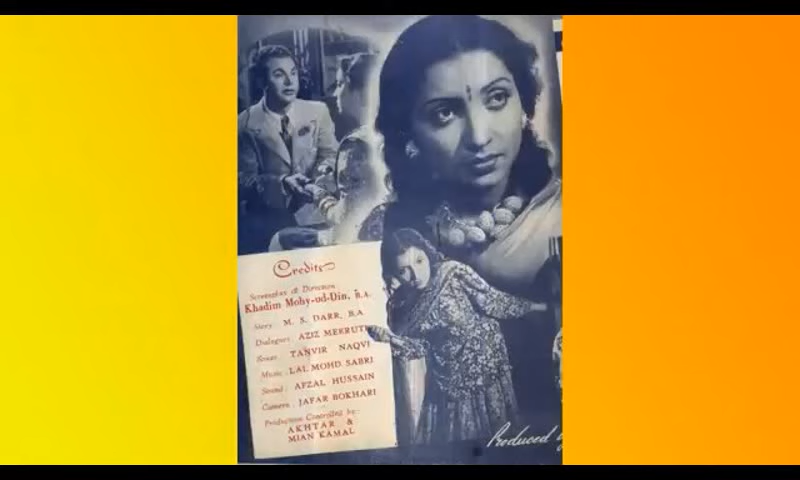 Credits
Screenplay & Direction
Khadim Mohy-ud-Din, B.A.
Story: M. S. DARR, B.A
Dialogues: AZIZ MEERUTI
Songs: TANVIR NAQVI
Music: LAL MOHD SABRI
Sound: AFZAL HUSSAIN
Camera: JAFAR BOKHARI
Production Controlled by:-
AKHTAR &
MIAN KAMAL
Produced